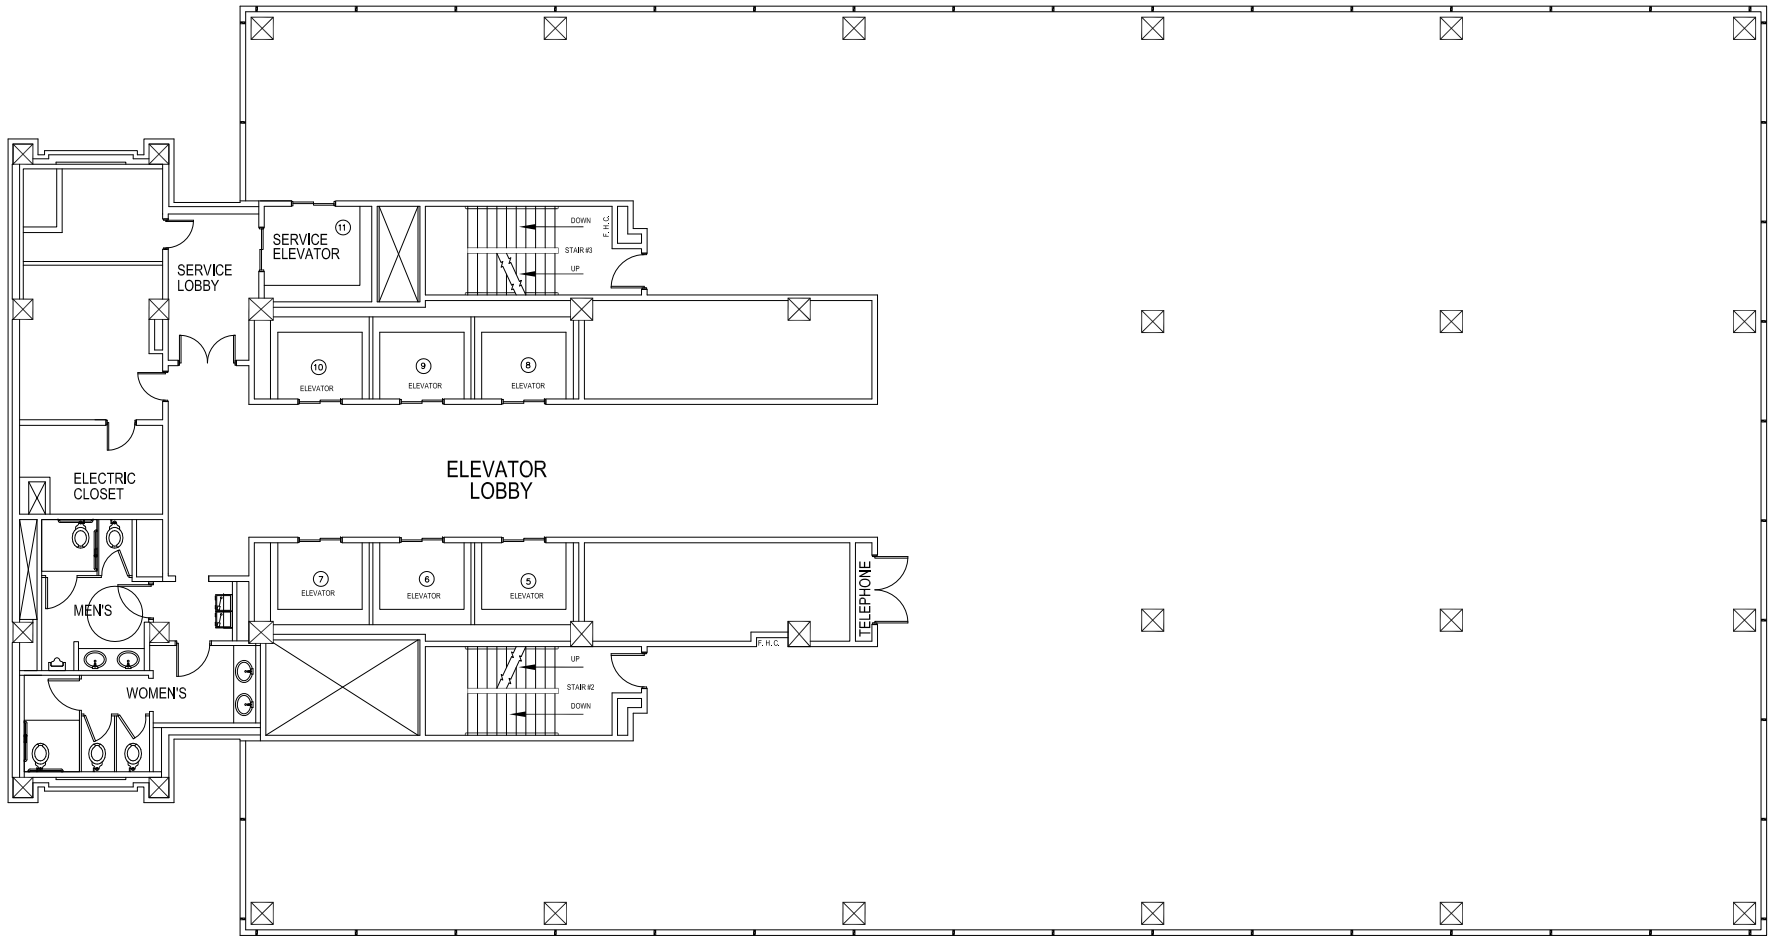 DOWN
F. H. C.
11
SERVICE
ELEVATOR
STAIR #3
UP
SERVICE
LOBBY
10
ELEVATOR
9
ELEVATOR
8
ELEVATOR
ELEVATOR
LOBBY
ELECTRIC
CLOSET
7
ELEVATOR
6
ELEVATOR
5
ELEVATOR
TELEPHONE
MEN'S
F. H. C.
UP
STAIR #2
DOWN
WOMEN'S